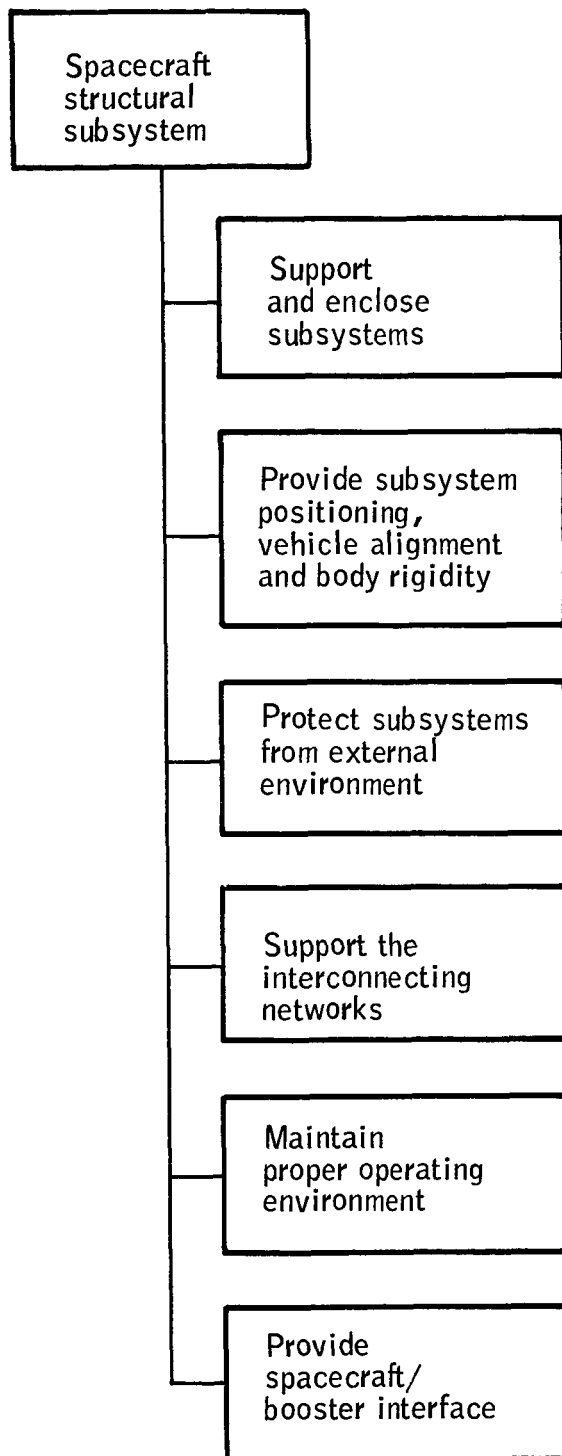 Spacecraft
structural
subsystem
Support
and enclose
subsystems
Provide subsystem
positioning,
vehicle alignment
and body rigidity
Protect subsystems
from external
environment
Support the
interconnecting
networks
Maintain
proper operating
environment
Provide
spacecraft/
booster interface